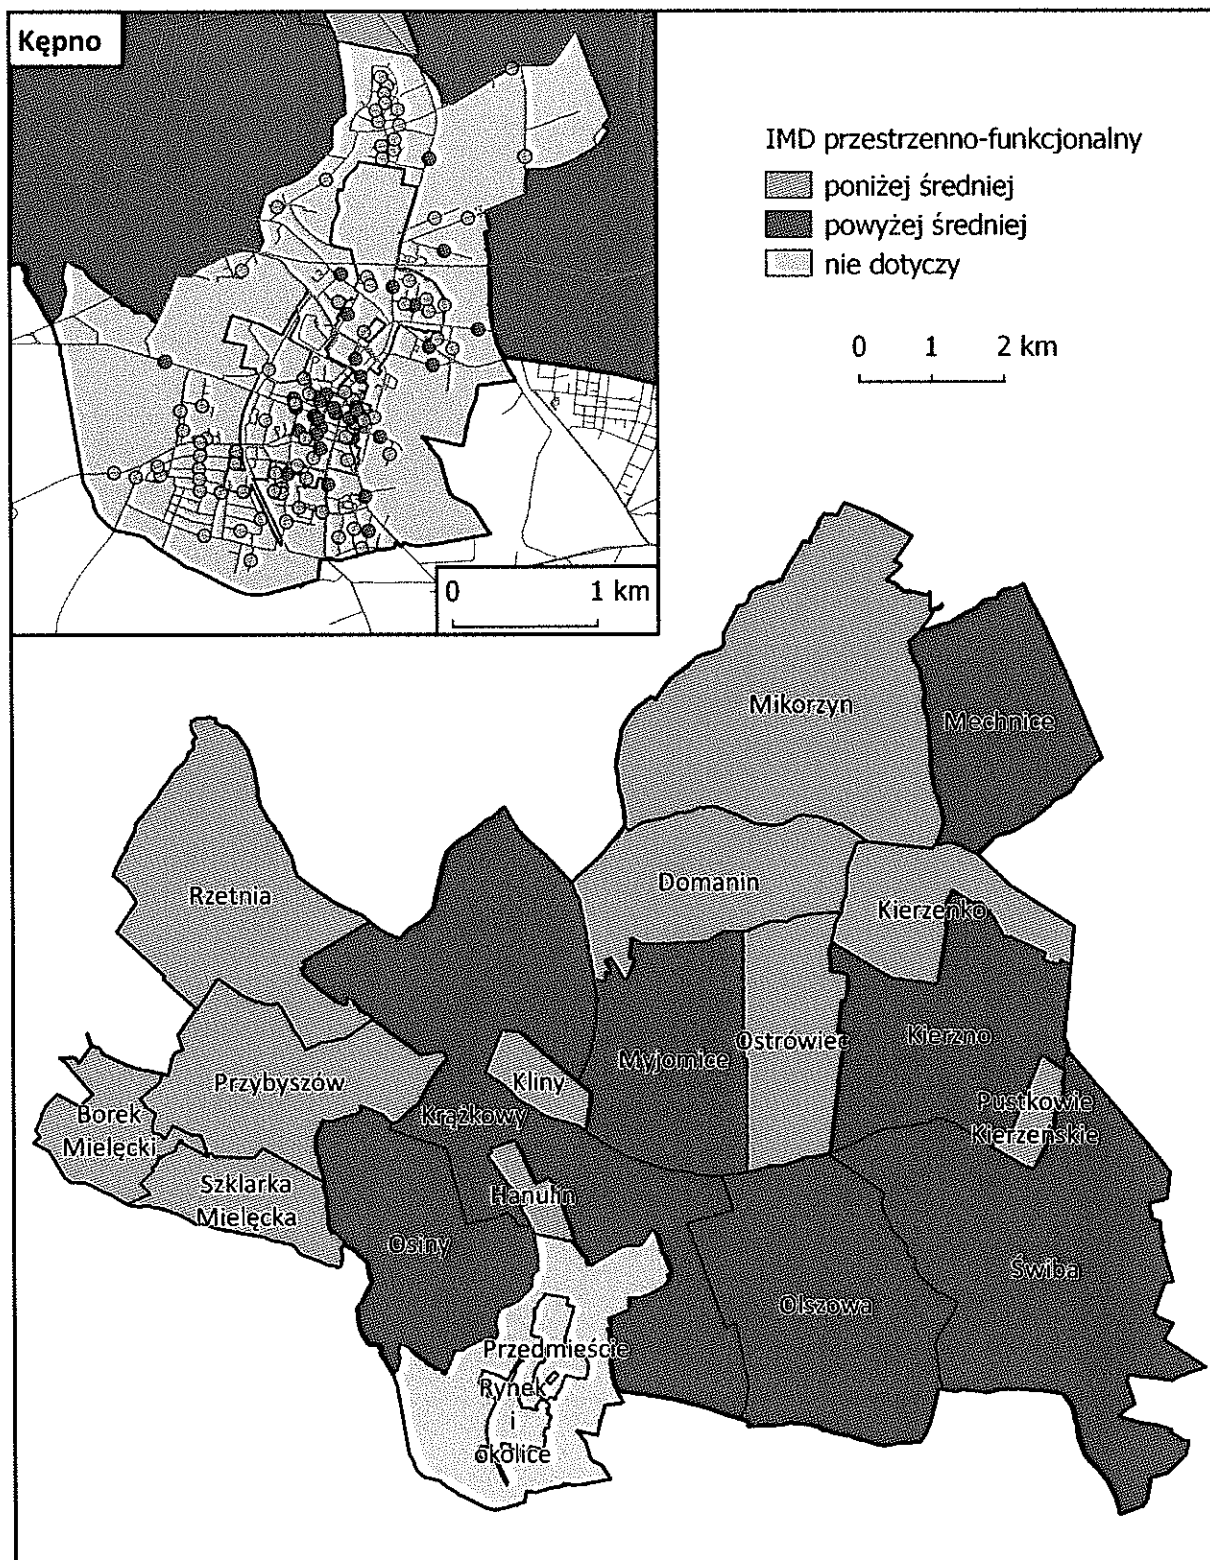 Kępno
IMD przestrzenno-funkcjonalny
poniżej średniej
powyżej średniej
nie dotyczy
0 1 2 km
0 1 km
Mikorzyn
Mechnice
Rzetnia
Domanin
Kierzeńko
Ostrowiec
Kierzno
Myjomice
Przybyszów
Kliny
Borek
Mielęcki
Krążkowy
Pustkowie
Kierzeńskie
Szklarka
Mielęcka
Hanulin
Osiny
Świba
Olszowa
Przedmieście
Rynek
i
okolice